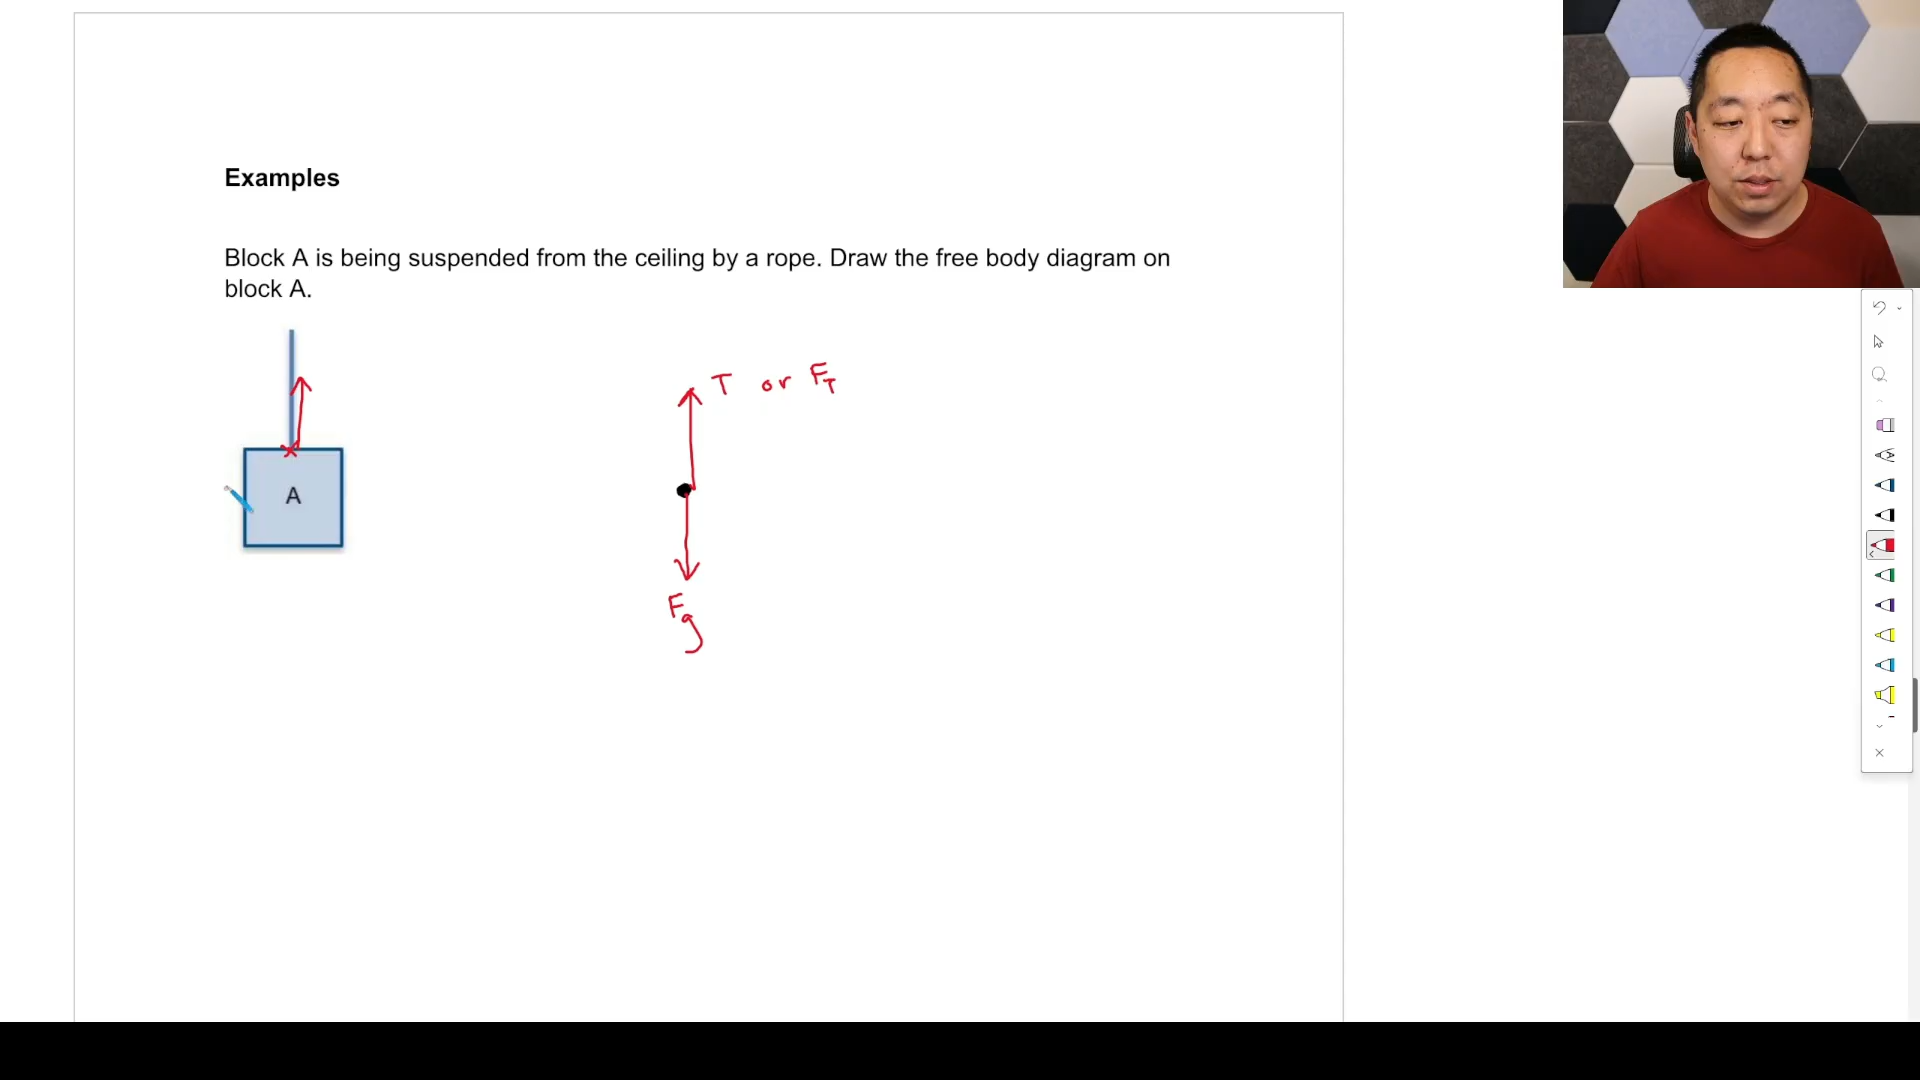 Examples
Block A is being suspended from the ceiling by a rope. Draw the free body diagram on
block A.
T or F_T
A
F_g